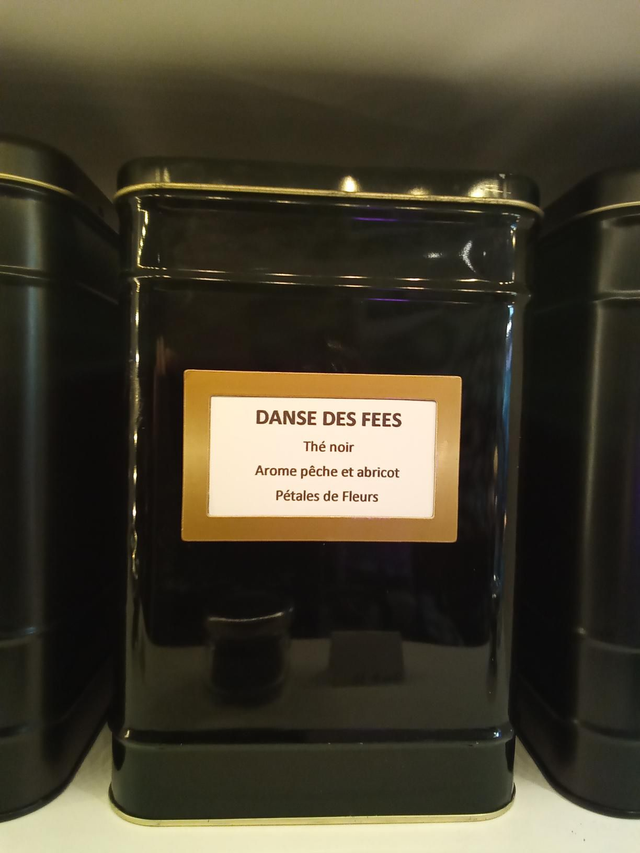 DANSE DES FEES
Thé noir
Arome pêche et abricot
Pétales de Fleurs